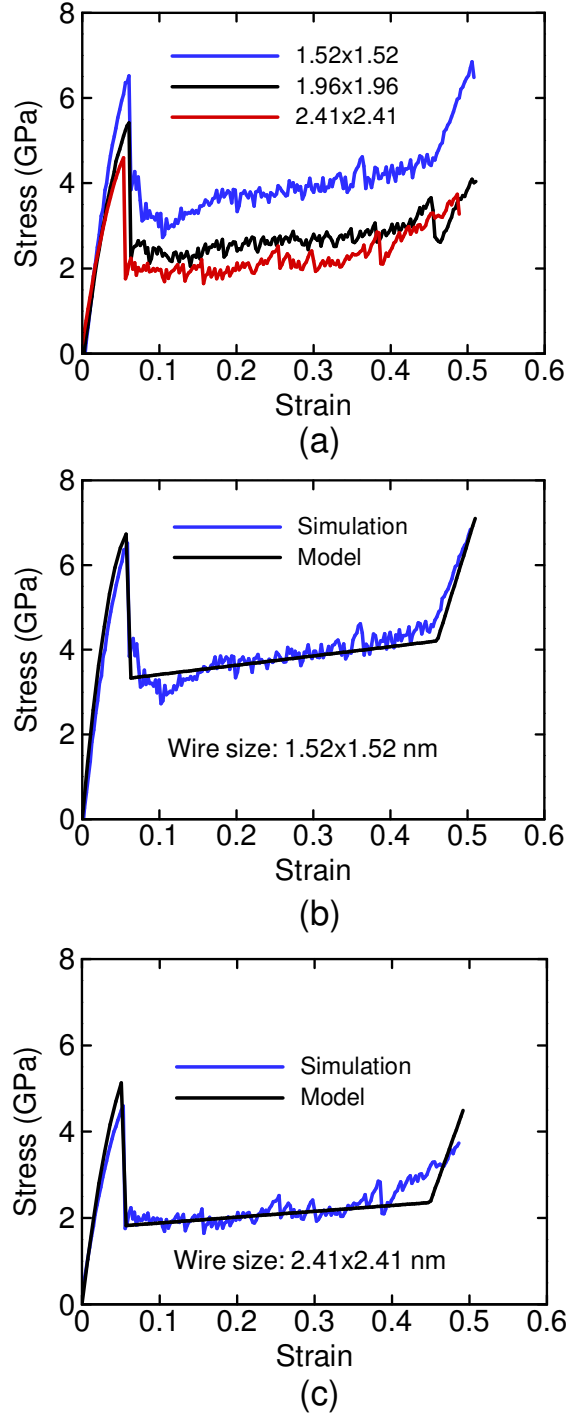 8
6
4
2
0
Stress (GPa)
1.52x1.52
1.96x1.96
2.41x2.41
0 0.1 0.2 0.3 0.4 0.5 0.6
Strain
(a)
8
6
4
2
0
Stress (GPa)
Simulation
Model
Wire size: 1.52x1.52 nm
0 0.1 0.2 0.3 0.4 0.5 0.6
Strain
(b)
8
6
4
2
0
Stress (GPa)
Simulation
Model
Wire size: 2.41x2.41 nm
0 0.1 0.2 0.3 0.4 0.5 0.6
Strain
(c)